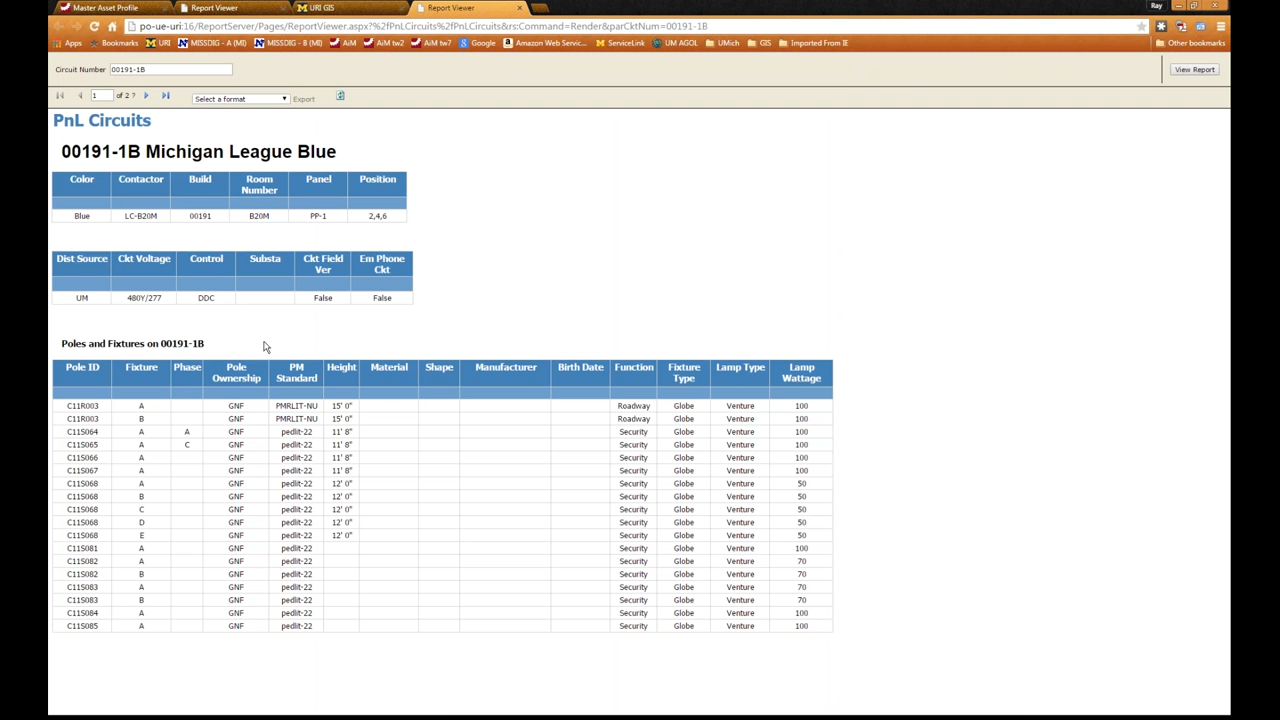 Master Asset Profile Report Viewer URI GIS Report Viewer Ray
po-ue-uri:16/ReportServer/Pages/ReportViewer.aspx?%2fPnLCircuits%2fPnLCircuits&rs:Command=Render&parCktNum=00191-1B
Apps Bookmarks URI MISSDIG - A (MI) MISSDIG - B (MI) AiM AiM tw2 AiM tw7 Google Amazon Web Servic... ServiceLink UM AGOL UMich GIS Imported From IE Other bookmarks
Circuit Number 00191-1B View Report
1 of 2 ? Select a format Export
PnL Circuits
00191-1B Michigan League Blue
Color Contactor Build Room Number Panel Position
Blue LC-B20M 00191 B20M PP-1 2,4,6
Dist Source Ckt Voltage Control Substa Ckt Field Ver Em Phone Ckt
UM 480Y/277 DDC False False
Poles and Fixtures on 00191-1B
Pole ID Fixture Phase Pole Ownership PM Standard Height Material Shape Manufacturer Birth Date Function Fixture Type Lamp Type Lamp Wattage
C11R003 A GNF PMRLIT-NU 15' 0" Roadway Globe Venture 100
C11R003 B GNF PMRLIT-NU 15' 0" Roadway Globe Venture 100
C11S064 A A GNF pedlit-22 11' 8" Security Globe Venture 100
C11S065 A C GNF pedlit-22 11' 8" Security Globe Venture 100
C11S066 A GNF pedlit-22 11' 8" Security Globe Venture 100
C11S067 A GNF pedlit-22 11' 8" Security Globe Venture 100
C11S068 A GNF pedlit-22 12' 0" Security Globe Venture 50
C11S068 B GNF pedlit-22 12' 0" Security Globe Venture 50
C11S068 C GNF pedlit-22 12' 0" Security Globe Venture 50
C11S068 D GNF pedlit-22 12' 0" Security Globe Venture 50
C11S068 E GNF pedlit-22 12' 0" Security Globe Venture 50
C11S081 A GNF pedlit-22 Security Globe Venture 100
C11S082 A GNF pedlit-22 Security Globe Venture 70
C11S082 B GNF pedlit-22 Security Globe Venture 70
C11S083 A GNF pedlit-22 Security Globe Venture 70
C11S083 B GNF pedlit-22 Security Globe Venture 70
C11S084 A GNF pedlit-22 Security Globe Venture 100
C11S085 A GNF pedlit-22 Security Globe Venture 100